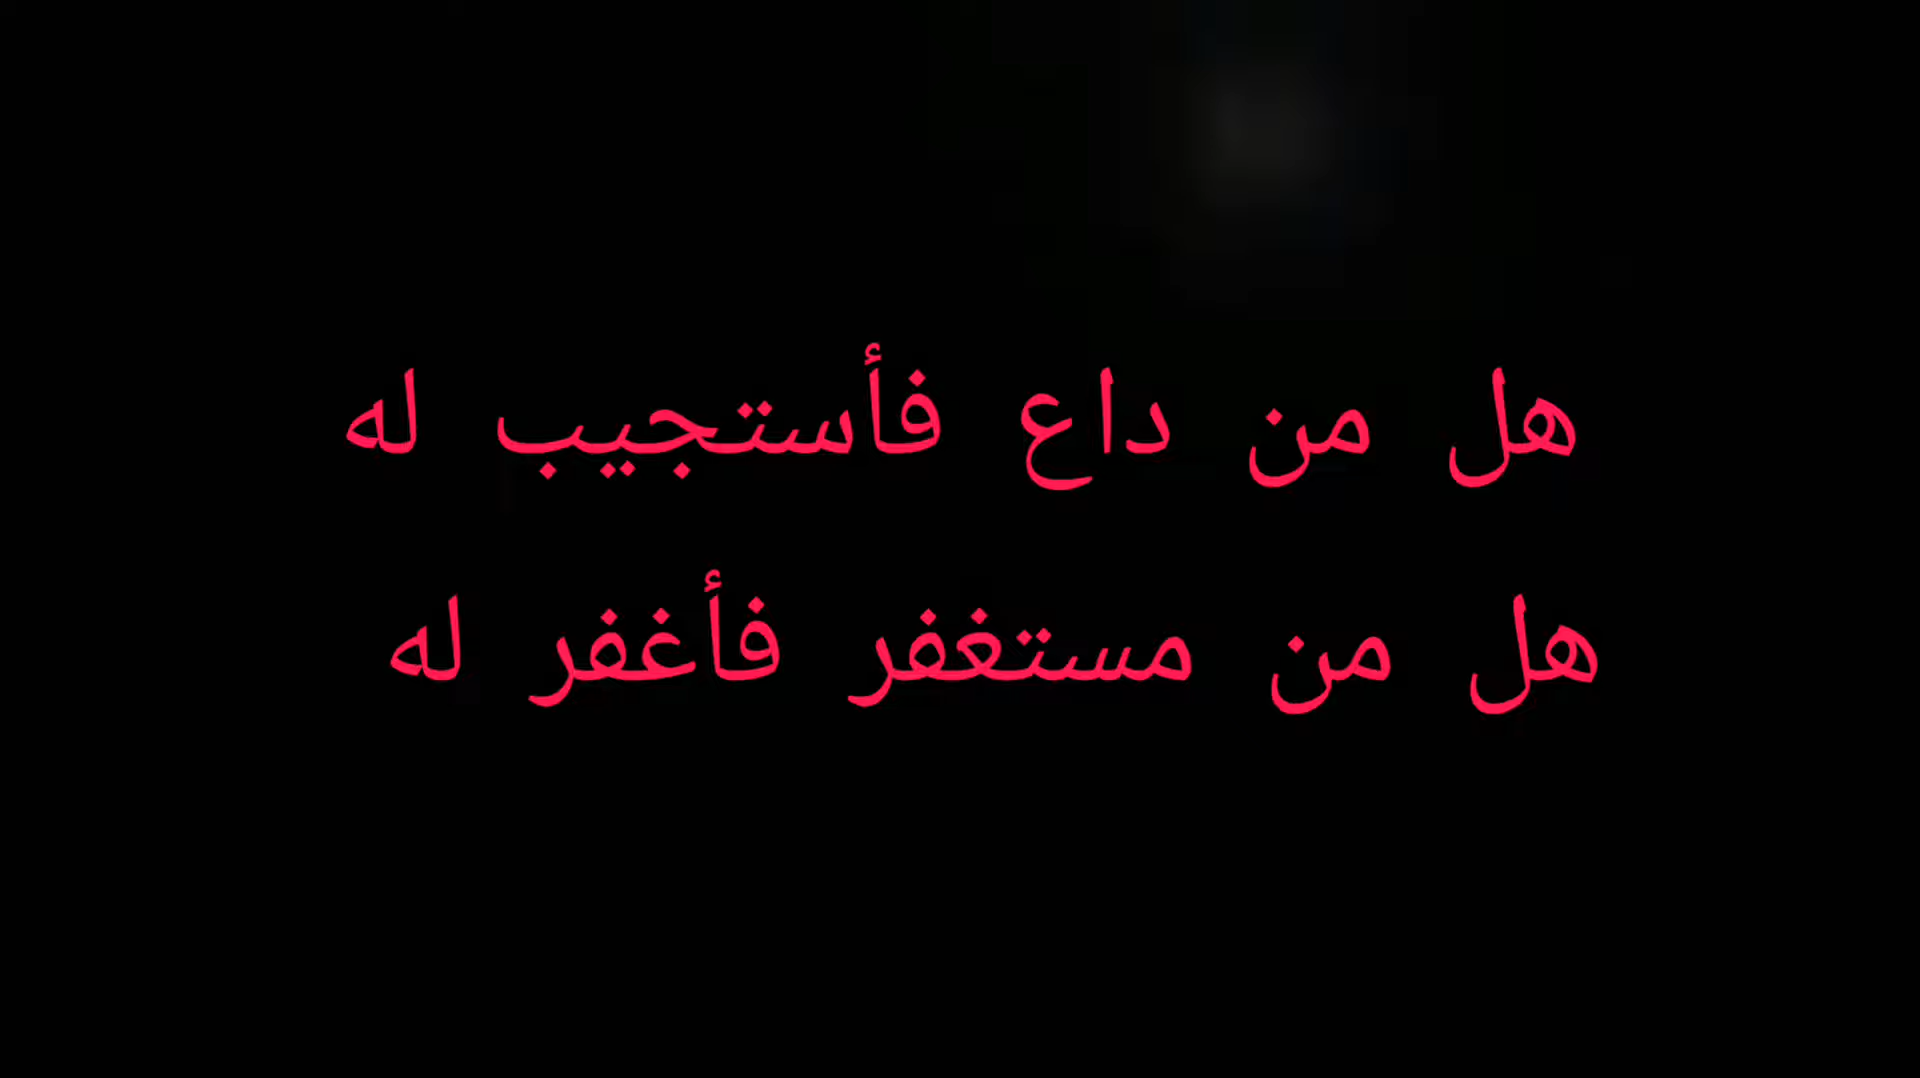 هل من داع فأستجيب له
هل من مستغفر فأغفر له